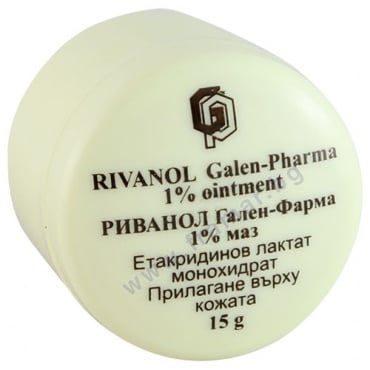 RIVANOL Galen-Pharma
1% ointment
РИВАНОЛ Гален-Фарма
1% маз
Етакридинов лактат
монохидрат
Прилагане върху
кожата
15 g